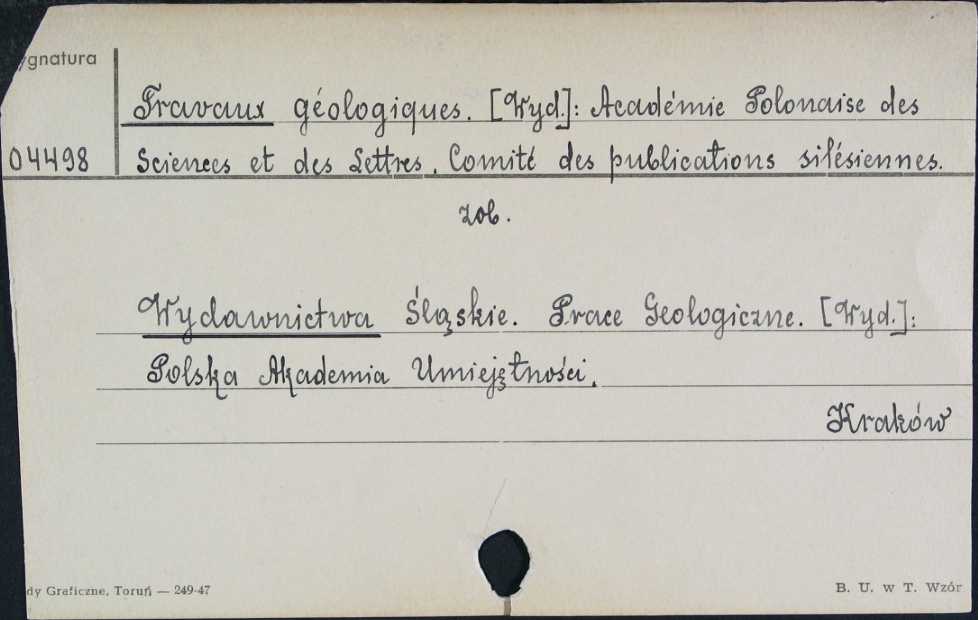 ygnatura
04498
Travaux géologiques. [Wyd.]: Académie Polonaise des
Sciences et des Lettres. Comité des publications silésiennes.
zob.
Wydawnictwa Śląskie. Prace Geologiczne. [Wyd.]:
Polska Akademia Umiejętności.
Kraków
dy Graficzne, Toruń — 249-47
B. U. w T. Wzór